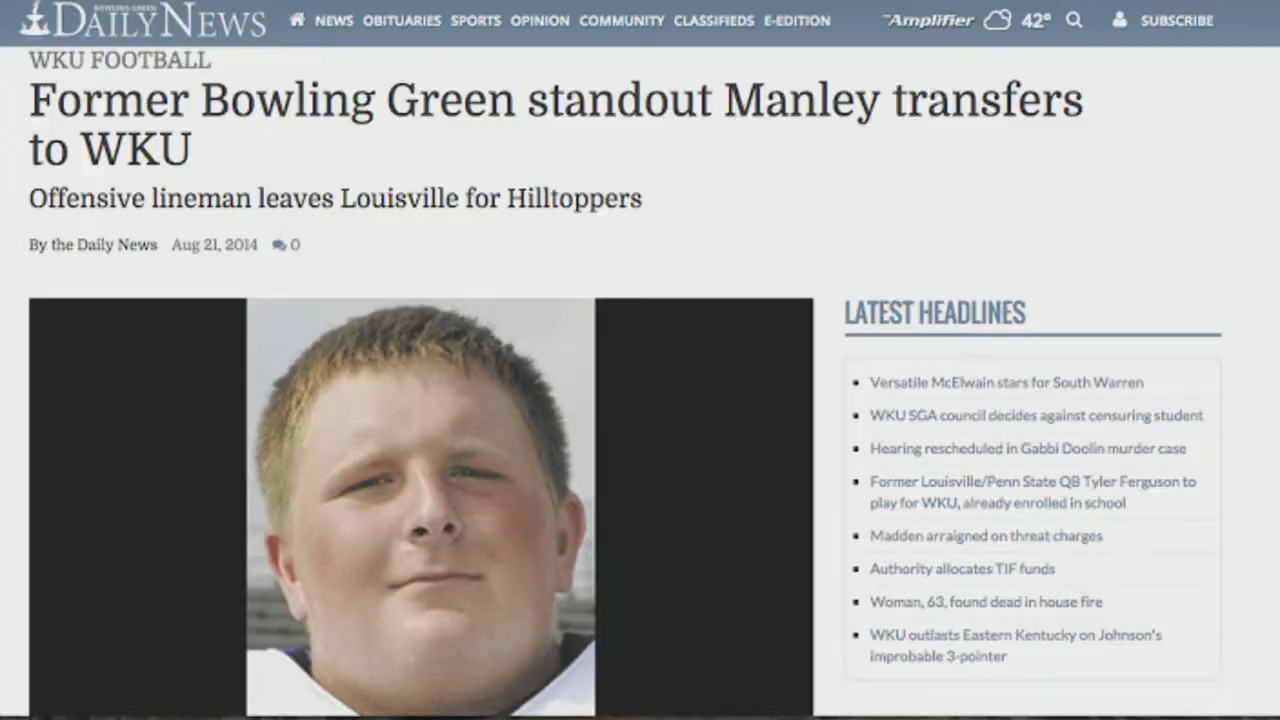 BOWLING GREEN
DAILY NEWS NEWS OBITUARIES SPORTS OPINION COMMUNITY CLASSIFIEDS E-EDITION Amplifier 42° SUBSCRIBE
WKU FOOTBALL
Former Bowling Green standout Manley transfers
to WKU
Offensive lineman leaves Louisville for Hilltoppers
By the Daily News Aug 21, 2014 0
LATEST HEADLINES
Versatile McElwain stars for South Warren
WKU SGA council decides against censuring student
Hearing rescheduled in Gabbi Doolin murder case
Former Louisville/Penn State QB Tyler Ferguson to
play for WKU, already enrolled in school
Madden arraigned on threat charges
Authority allocates TIF funds
Woman, 63, found dead in house fire
WKU outlasts Eastern Kentucky on Johnson's
improbable 3-pointer